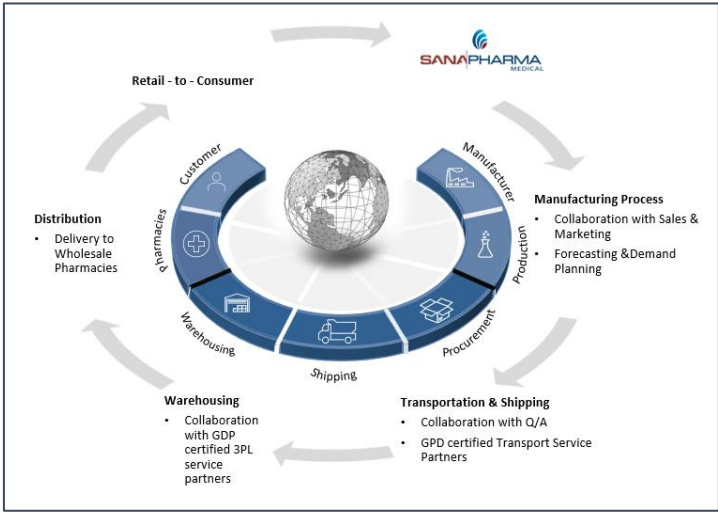 SANAPHARMA
MEDICAL
Retail - to - Consumer
Customer
Manufacturer
Pharmacies
Production
Warehousing
Procurement
Shipping
Manufacturing Process
• Collaboration with Sales &
Marketing
• Forecasting &Demand
Planning
Distribution
• Delivery to
Wholesale
Pharmacies
Warehousing
• Collaboration
with GDP
certified 3PL
service
partners
Transportation & Shipping
• Collaboration with Q/A
• GPD certified Transport Service
Partners